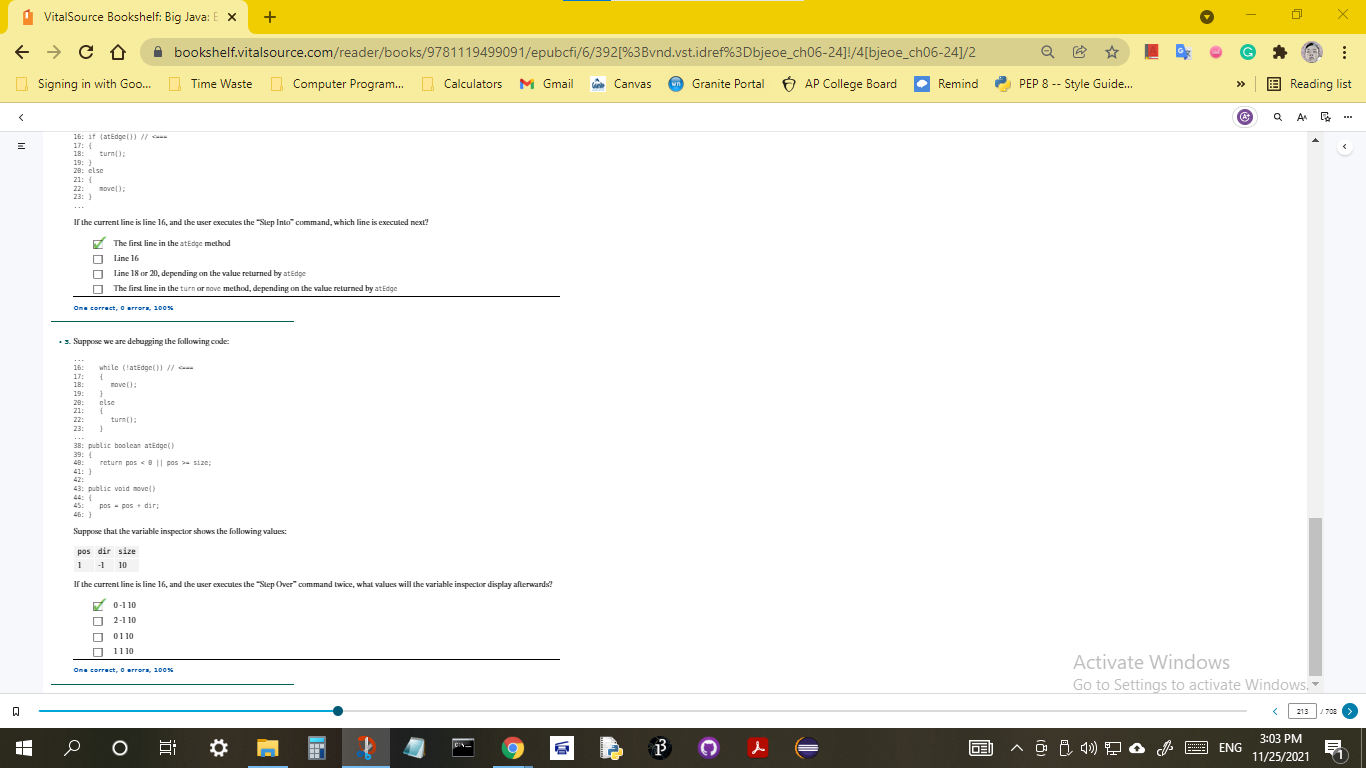 VitalSource Bookshelf: Big Java: E
bookshelf.vitalsource.com/reader/books/9781119499091/epubcfi/6/392[%3Bvnd.vst.idref%3Dbjeoe_ch06-24]!/4[bjeoe_ch06-24]/2
Signing in with Goo... Time Waste Computer Program... Calculators Gmail Canvas Granite Portal AP College Board Remind PEP 8 -- Style Guide... » Reading list
16: if (atEdge()) // <===
17: {
18: turn();
19: }
20: else
21: {
22: move();
23: }
...
If the current line is line 16, and the user executes the “Step Into” command, which line is executed next?
The first line in the atEdge method
Line 16
Line 18 or 20, depending on the value returned by atEdge
The first line in the turn or move method, depending on the value returned by atEdge
One correct, 0 errors, 100%
• 3. Suppose we are debugging the following code:
...
16: while (!atEdge()) // <===
17: {
18: move();
19: }
20: else
21: {
22: turn();
23: }
...
38: public boolean atEdge()
39: {
40: return pos < 0 || pos >= size;
41: }
42:
43: public void move()
44: {
45: pos = pos + dir;
46: }
Suppose that the variable inspector shows the following values:
pos dir size
1 -1 10
If the current line is line 16, and the user executes the “Step Over” command twice, what values will the variable inspector display afterwards?
0 -1 10
2 -1 10
0 1 10
1 1 10
One correct, 0 errors, 100%
Activate Windows
Go to Settings to activate Windows.
213 / 708
ENG
3:03 PM
11/25/2021
1